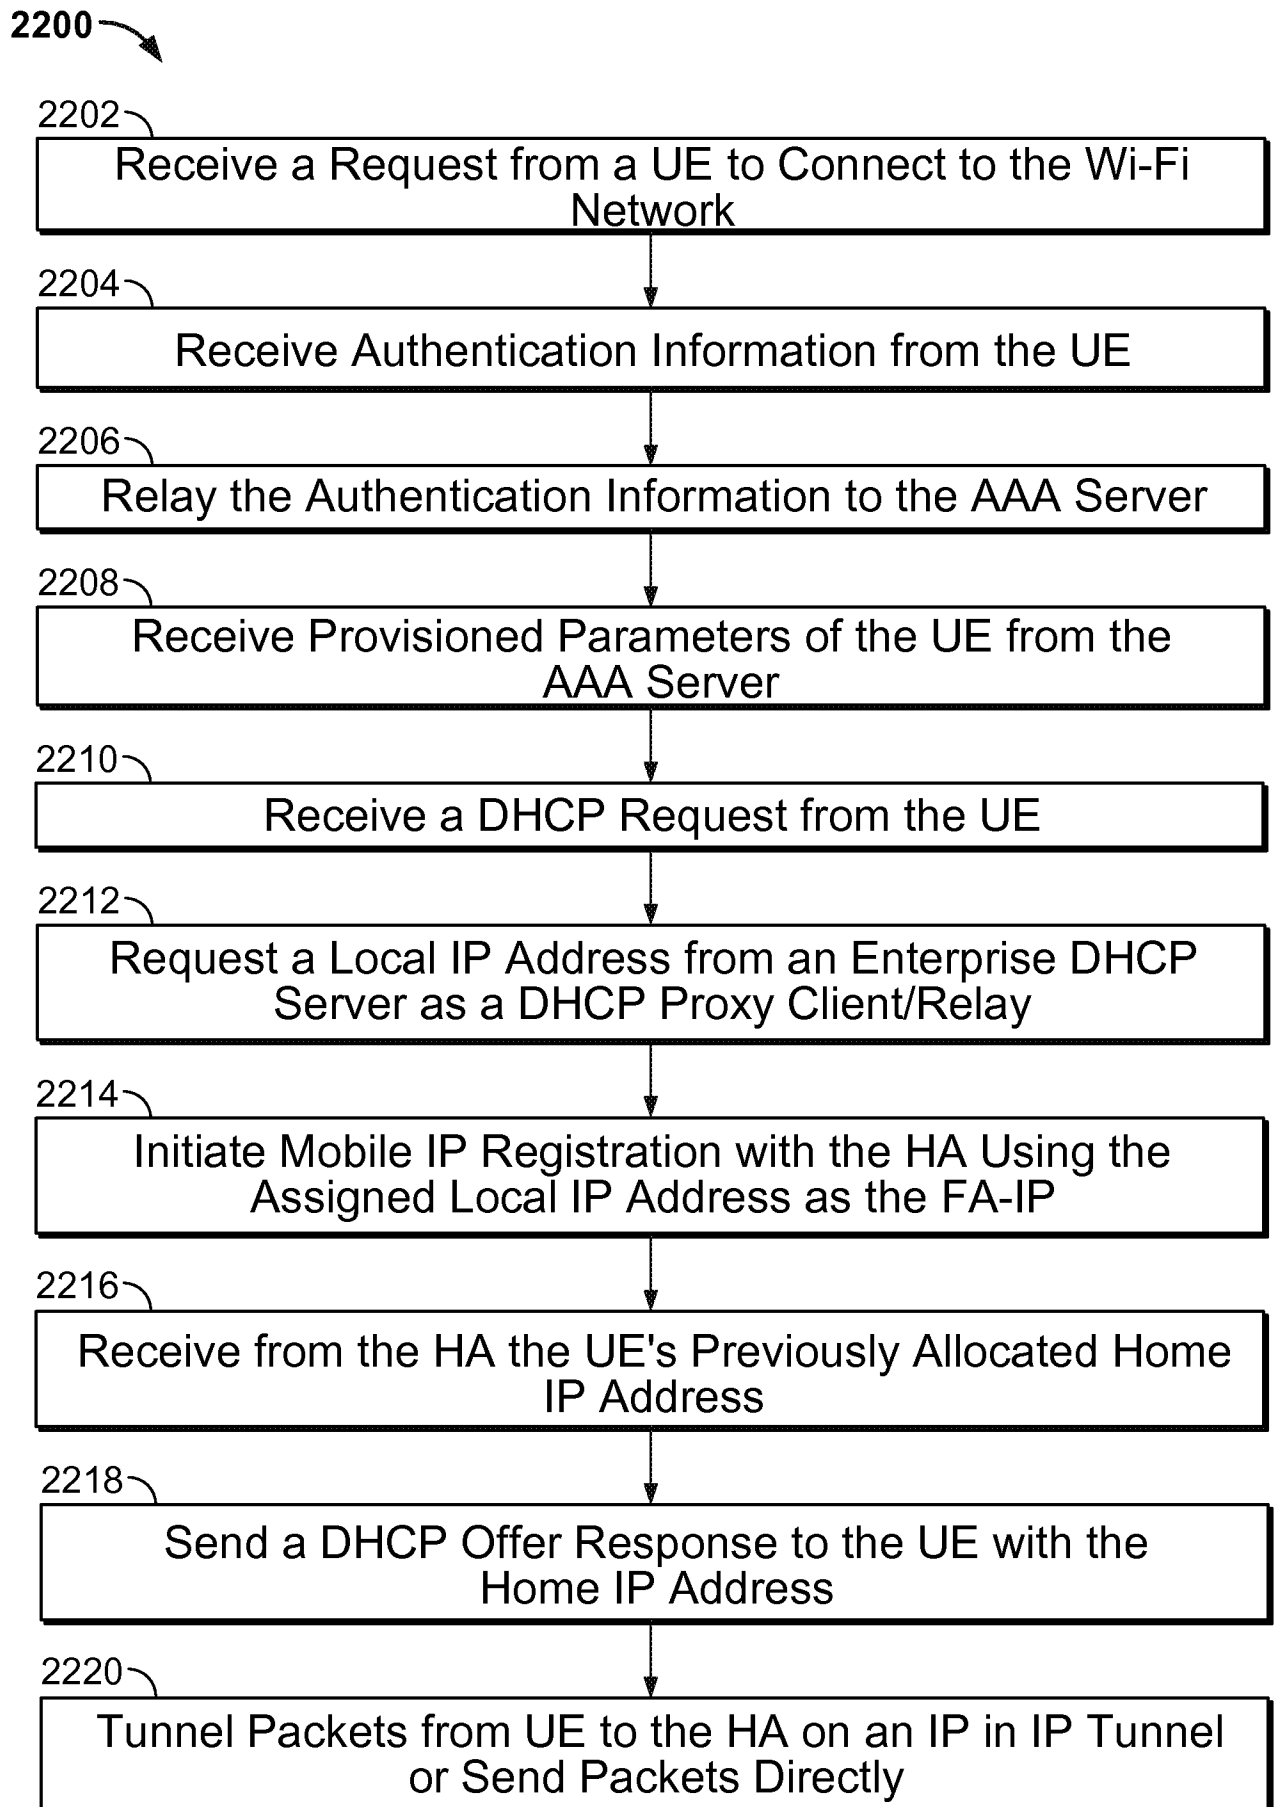 2200
2202
Receive a Request from a UE to Connect to the Wi-Fi
Network
2204
Receive Authentication Information from the UE
2206
Relay the Authentication Information to the AAA Server
2208
Receive Provisioned Parameters of the UE from the
AAA Server
2210
Receive a DHCP Request from the UE
2212
Request a Local IP Address from an Enterprise DHCP
Server as a DHCP Proxy Client/Relay
2214
Initiate Mobile IP Registration with the HA Using the
Assigned Local IP Address as the FA-IP
2216
Receive from the HA the UE's Previously Allocated Home
IP Address
2218
Send a DHCP Offer Response to the UE with the
Home IP Address
2220
Tunnel Packets from UE to the HA on an IP in IP Tunnel
or Send Packets Directly